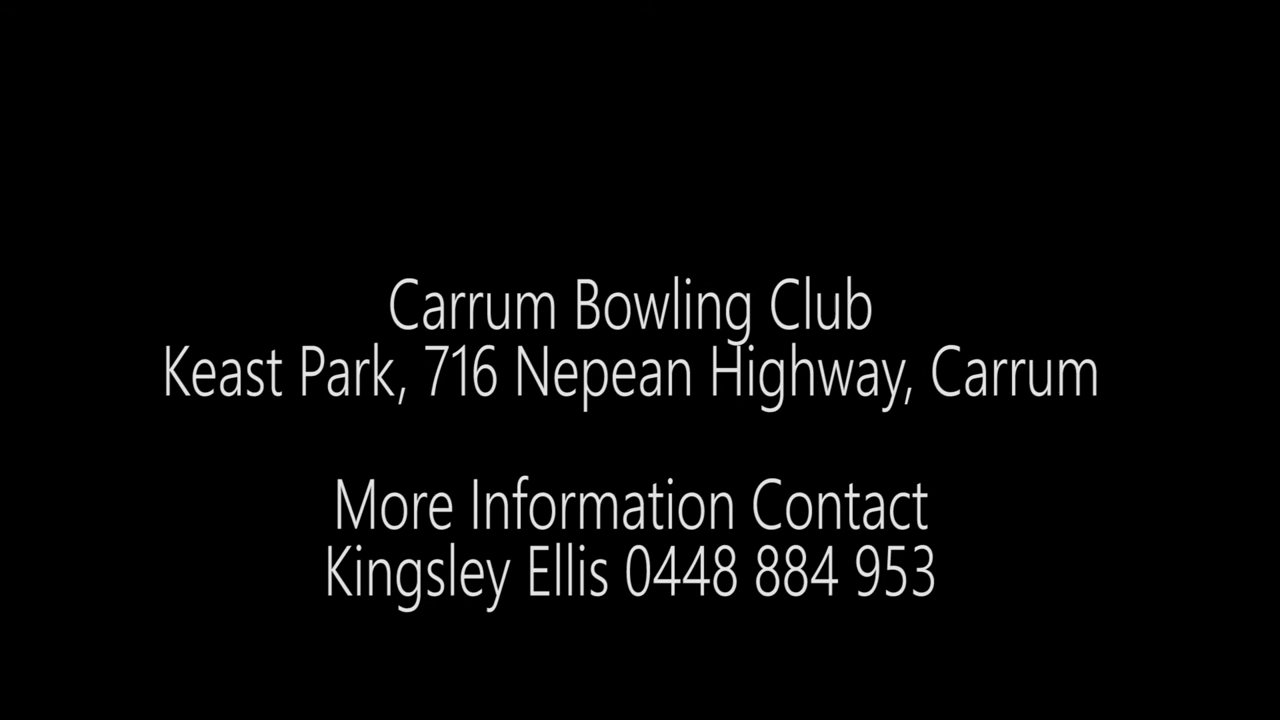 Carrum Bowling Club
Keast Park, 716 Nepean Highway, Carrum
More Information Contact
Kingsley Ellis 0448 884 953